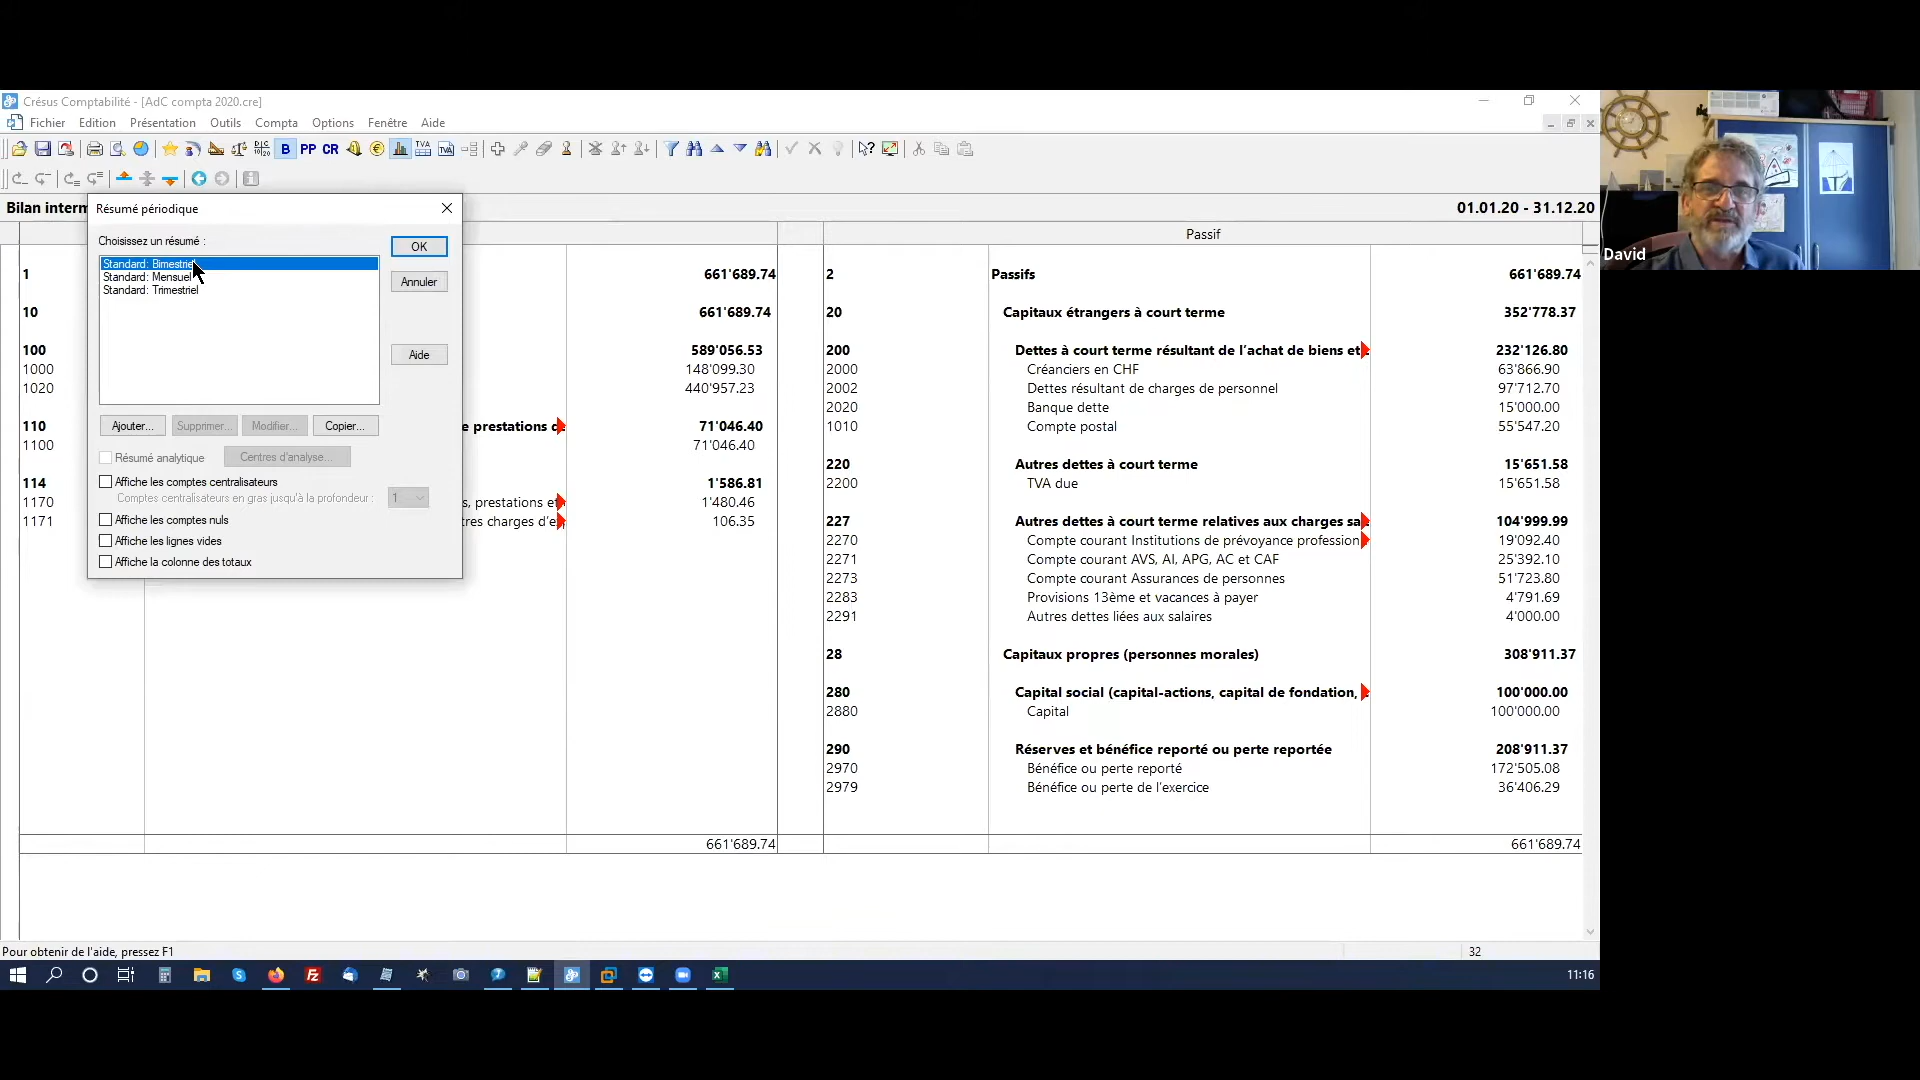 Crésus Comptabilité - [AdC compta 2020.cre]
Fichier Edition Présentation Outils Compta Options Fenêtre Aide
B PP CR TVA TVA
Bilan interm
01.01.20 - 31.12.20
Résumé périodique
Choisissez un résumé :
Standard: Bimestriel
Standard: Mensuel
Standard: Trimestriel
OK
Annuler
Aide
Ajouter... Supprimer... Modifier... Copier...
Résumé analytique Centres d'analyse...
Affiche les comptes centralisateurs
Comptes centralisateurs en gras jusqu'à la profondeur : 1
Affiche les comptes nuls
Affiche les lignes vides
Affiche la colonne des totaux
1 661'689.74
10 661'689.74
100 589'056.53
1000 148'099.30
1020 440'957.23
110 e prestations d 71'046.40
1100 71'046.40
114 1'586.81
1170 s, prestations et 1'480.46
1171 tres charges d'e 106.35
661'689.74
Passif
2 Passifs 661'689.74
20 Capitaux étrangers à court terme 352'778.37
200 Dettes à court terme résultant de l'achat de biens et 232'126.80
2000 Créanciers en CHF 63'866.90
2002 Dettes résultant de charges de personnel 97'712.70
2020 Banque dette 15'000.00
1010 Compte postal 55'547.20
220 Autres dettes à court terme 15'651.58
2200 TVA due 15'651.58
227 Autres dettes à court terme relatives aux charges sa 104'999.99
2270 Compte courant Institutions de prévoyance profession 19'092.40
2271 Compte courant AVS, AI, APG, AC et CAF 25'392.10
2273 Compte courant Assurances de personnes 51'723.80
2283 Provisions 13ème et vacances à payer 4'791.69
2291 Autres dettes liées aux salaires 4'000.00
28 Capitaux propres (personnes morales) 308'911.37
280 Capital social (capital-actions, capital de fondation, 100'000.00
2880 Capital 100'000.00
290 Réserves et bénéfice reporté ou perte reportée 208'911.37
2970 Bénéfice ou perte reporté 172'505.08
2979 Bénéfice ou perte de l'exercice 36'406.29
661'689.74
Pour obtenir de l'aide, pressez F1
32
11:16
David